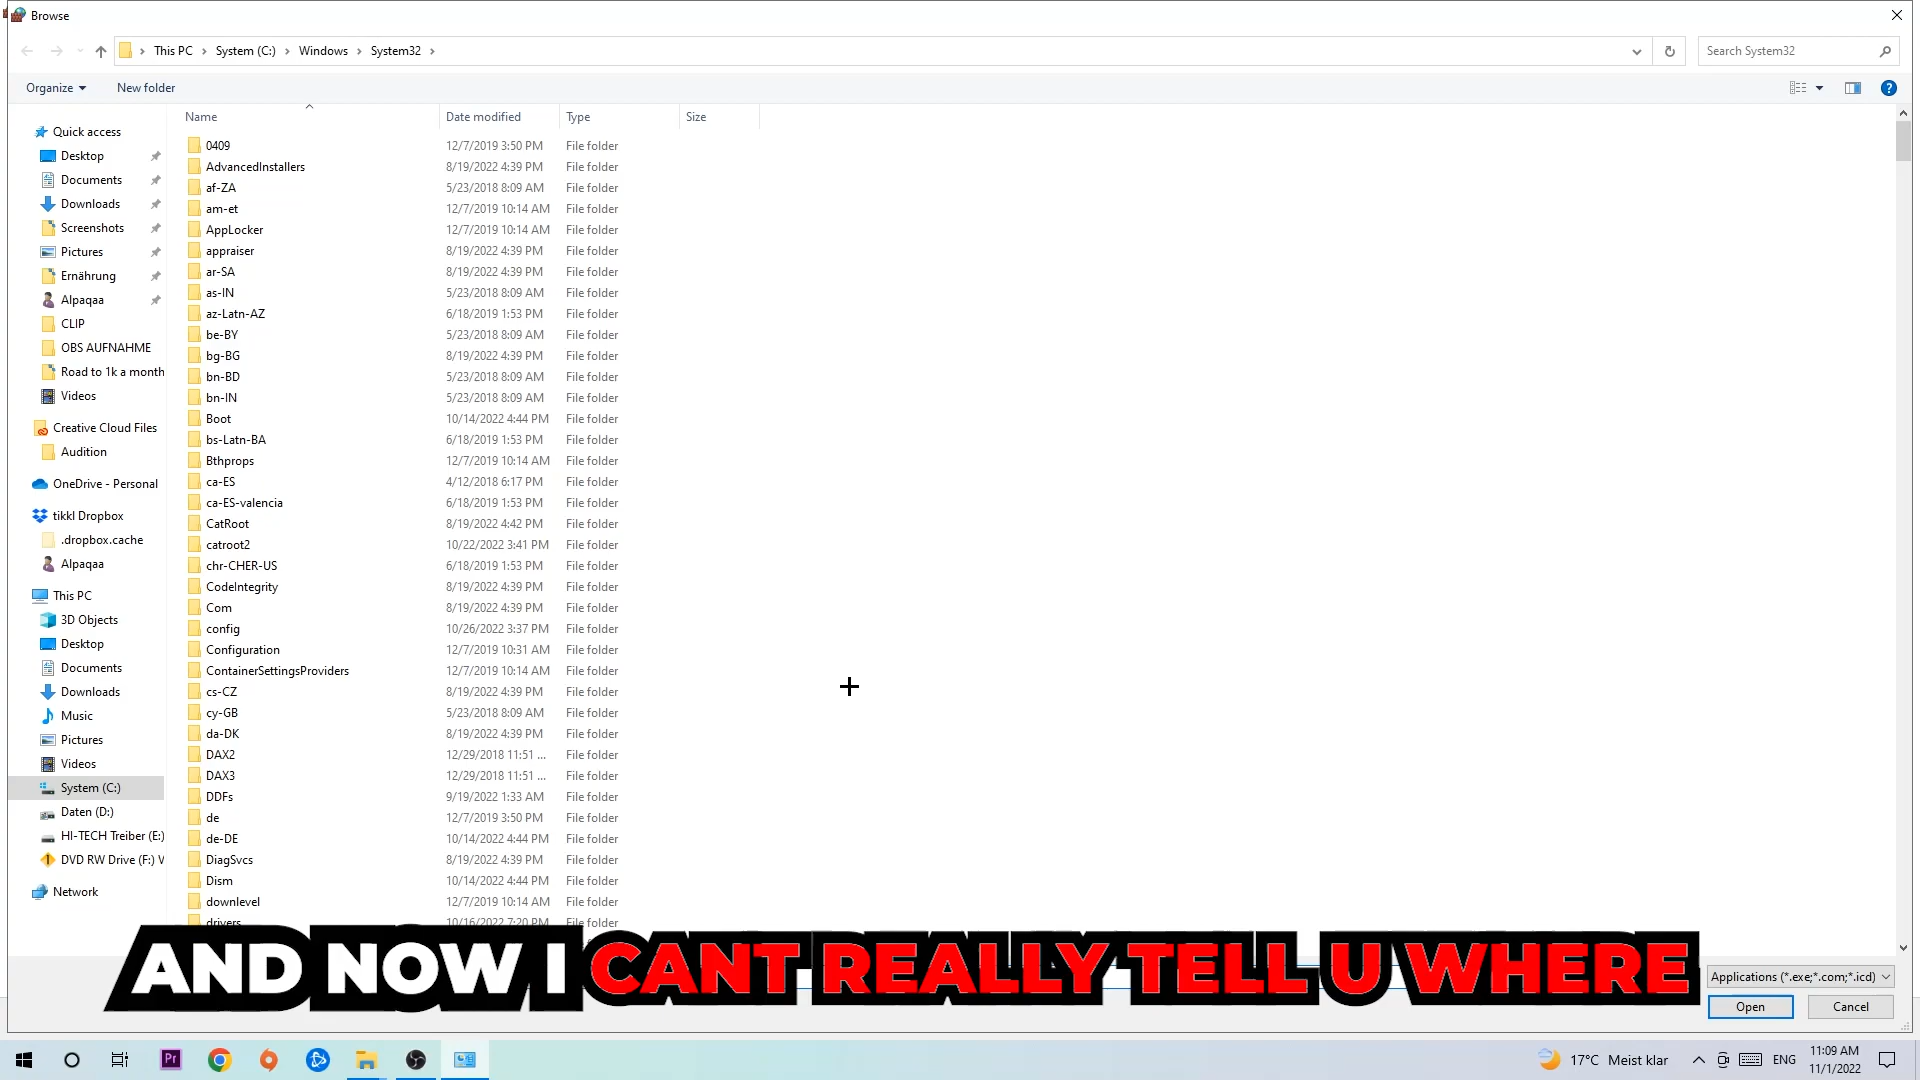 Browse
This PC > System (C:) > Windows > System32 >
Search System32
Organize
New folder
Name
Date modified
Type
Size
Quick access
Desktop
Documents
Downloads
Screenshots
Pictures
Ernährung
Alpaqaa
CLIP
OBS AUFNAHME
Road to 1k a month
Videos
Creative Cloud Files
Audition
OneDrive - Personal
tikkl Dropbox
.dropbox.cache
Alpaqaa
This PC
3D Objects
Desktop
Documents
Downloads
Music
Pictures
Videos
System (C:)
Daten (D:)
HI-TECH Treiber (E:)
DVD RW Drive (F:) V
Network
0409 12/7/2019 3:50 PM File folder
AdvancedInstallers 8/19/2022 4:39 PM File folder
af-ZA 5/23/2018 8:09 AM File folder
am-et 12/7/2019 10:14 AM File folder
AppLocker 12/7/2019 10:14 AM File folder
appraiser 8/19/2022 4:39 PM File folder
ar-SA 8/19/2022 4:39 PM File folder
as-IN 5/23/2018 8:09 AM File folder
az-Latn-AZ 6/18/2019 1:53 PM File folder
be-BY 5/23/2018 8:09 AM File folder
bg-BG 8/19/2022 4:39 PM File folder
bn-BD 5/23/2018 8:09 AM File folder
bn-IN 5/23/2018 8:09 AM File folder
Boot 10/14/2022 4:44 PM File folder
bs-Latn-BA 6/18/2019 1:53 PM File folder
Bthprops 12/7/2019 10:14 AM File folder
ca-ES 4/12/2018 6:17 PM File folder
ca-ES-valencia 6/18/2019 1:53 PM File folder
CatRoot 8/19/2022 4:42 PM File folder
catroot2 10/22/2022 3:41 PM File folder
chr-CHER-US 6/18/2019 1:53 PM File folder
CodeIntegrity 8/19/2022 4:39 PM File folder
Com 8/19/2022 4:39 PM File folder
config 10/26/2022 3:37 PM File folder
Configuration 12/7/2019 10:31 AM File folder
ContainerSettingsProviders 12/7/2019 10:14 AM File folder
cs-CZ 8/19/2022 4:39 PM File folder
cy-GB 5/23/2018 8:09 AM File folder
da-DK 8/19/2022 4:39 PM File folder
DAX2 12/29/2018 11:51 ... File folder
DAX3 12/29/2018 11:51 ... File folder
DDFs 9/19/2022 1:33 AM File folder
de 12/7/2019 3:50 PM File folder
de-DE 10/14/2022 4:44 PM File folder
DiagSvcs 8/19/2022 4:39 PM File folder
Dism 10/14/2022 4:44 PM File folder
downlevel 12/7/2019 10:14 AM File folder
drivers 10/16/2022 7:20 PM File folder
AND NOW I CANT REALLY TELL U WHERE
Applications (*.exe;*.com;*.icd)
Open
Cancel
Pr
17°C Meist klar
ENG
11:09 AM
11/1/2022